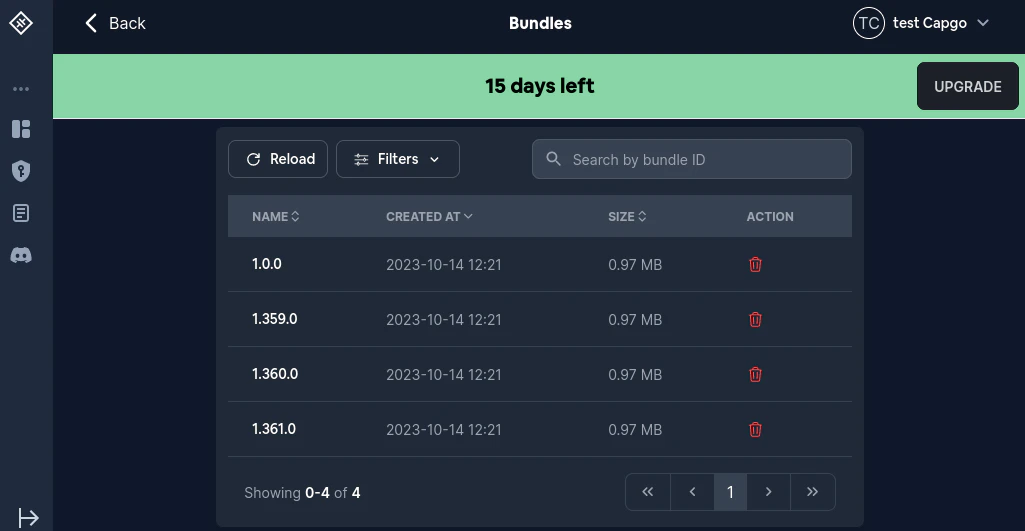 Back
Bundles
TC test Capgo
15 days left
UPGRADE
Reload
Filters
Search by bundle ID
NAME CREATED AT SIZE ACTION
1.0.0 2023-10-14 12:21 0.97 MB
1.359.0 2023-10-14 12:21 0.97 MB
1.360.0 2023-10-14 12:21 0.97 MB
1.361.0 2023-10-14 12:21 0.97 MB
Showing 0-4 of 4
1